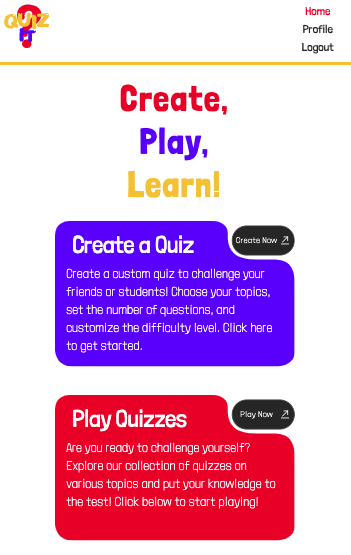 QUIZ
IT
Home
Profile
Logout
Create,
Play,
Learn!
Create a Quiz
Create Now
Create a custom quiz to challenge your
friends or students! Choose your topics,
set the number of questions, and
customize the difficulty level. Click here
to get started.
Play Quizzes
Play Now
Are you ready to challenge yourself?
Explore our collection of quizzes on
various topics and put your knowledge to
the test! Click below to start playing!